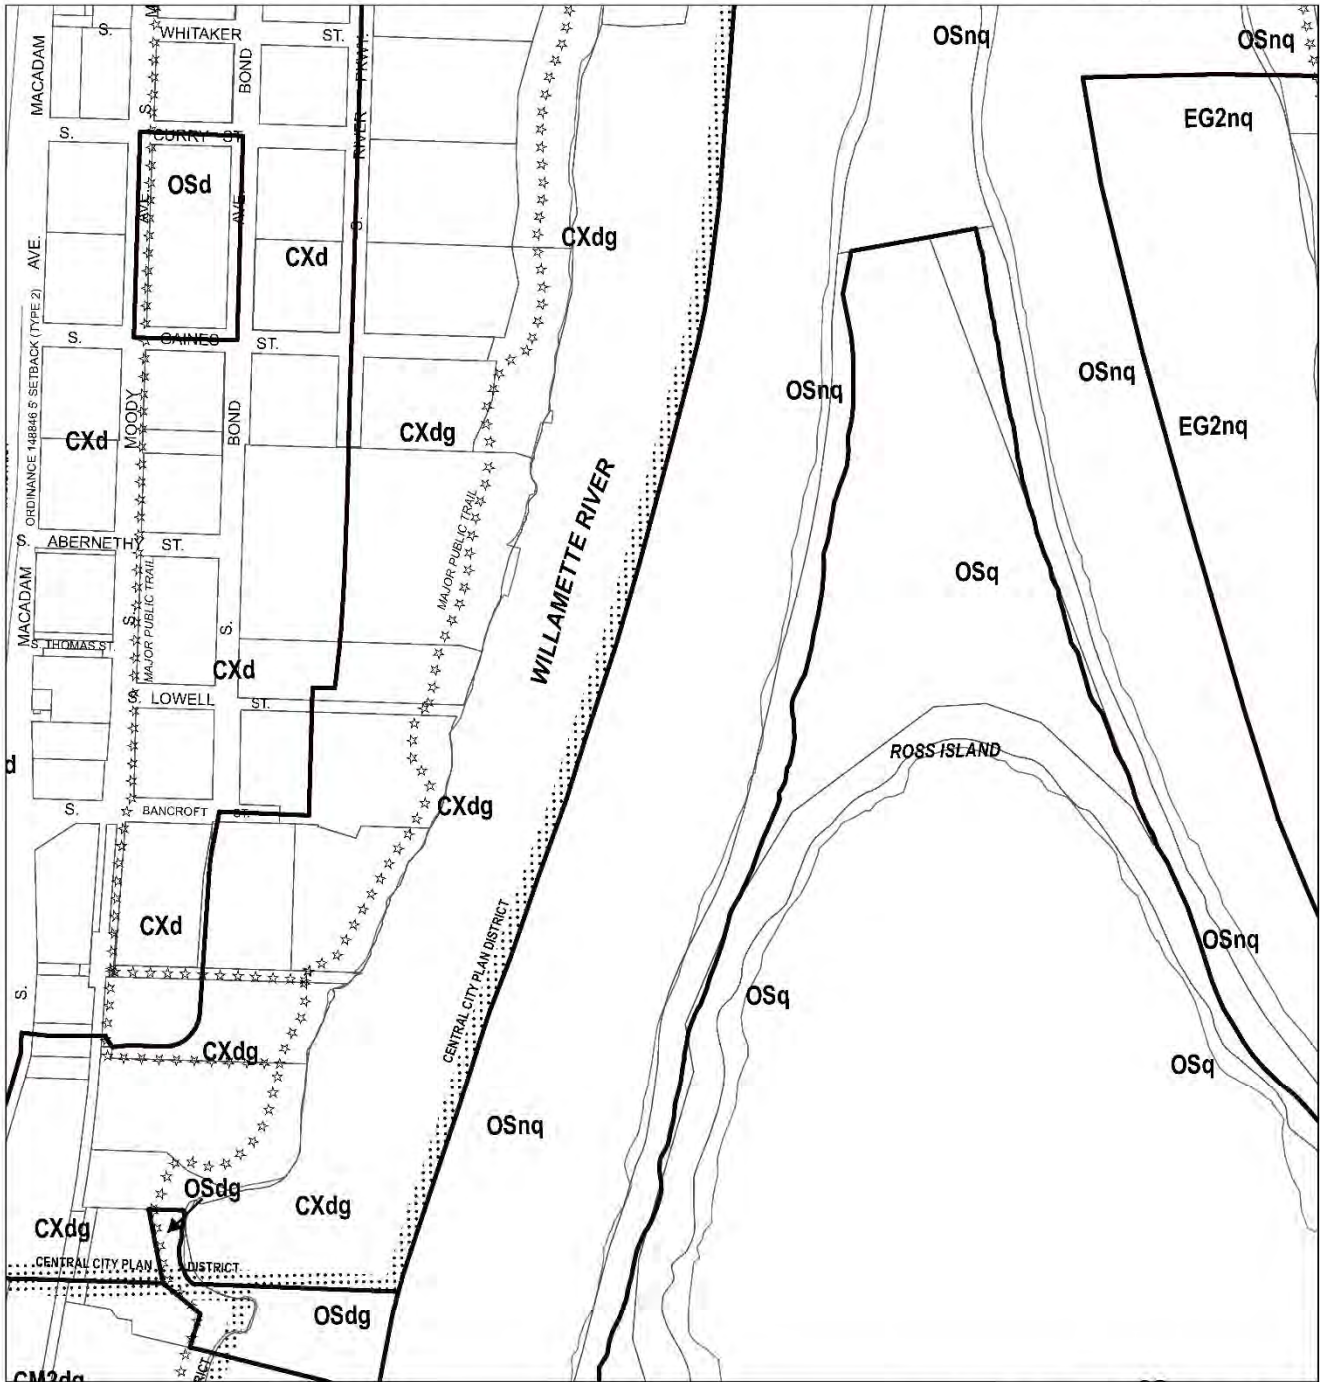 S. WHITAKER ST.
OSnq
OSnq
MACADAM
BOND
RIVER PKWY.
EG2nq
S.
S.
CURRY ST.
OSd
AVE.
AVE.
S.
CXd
CXdg
AVE.
S. GAINES ST.
ORDINANCE 148846 5' SETBACK (TYPE 2)
OSnq
OSnq
MOODY
BOND
CXd
CXdg
EG2nq
WILLAMETTE RIVER
MAJOR PUBLIC TRAIL
S. ABERNETHY ST.
OSq
MACADAM
MAJOR PUBLIC TRAIL
S.
S.
S. THOMAS ST.
CXd
S. LOWELL ST.
ROSS ISLAND
d
CXdg
S. BANCROFT ST.
CXd
CENTRAL CITY PLAN DISTRICT
OSnq
S.
OSq
CXdg
OSq
OSnq
OSdg
CXdg
CXdg
CENTRAL CITY PLAN DISTRICT
OSdg